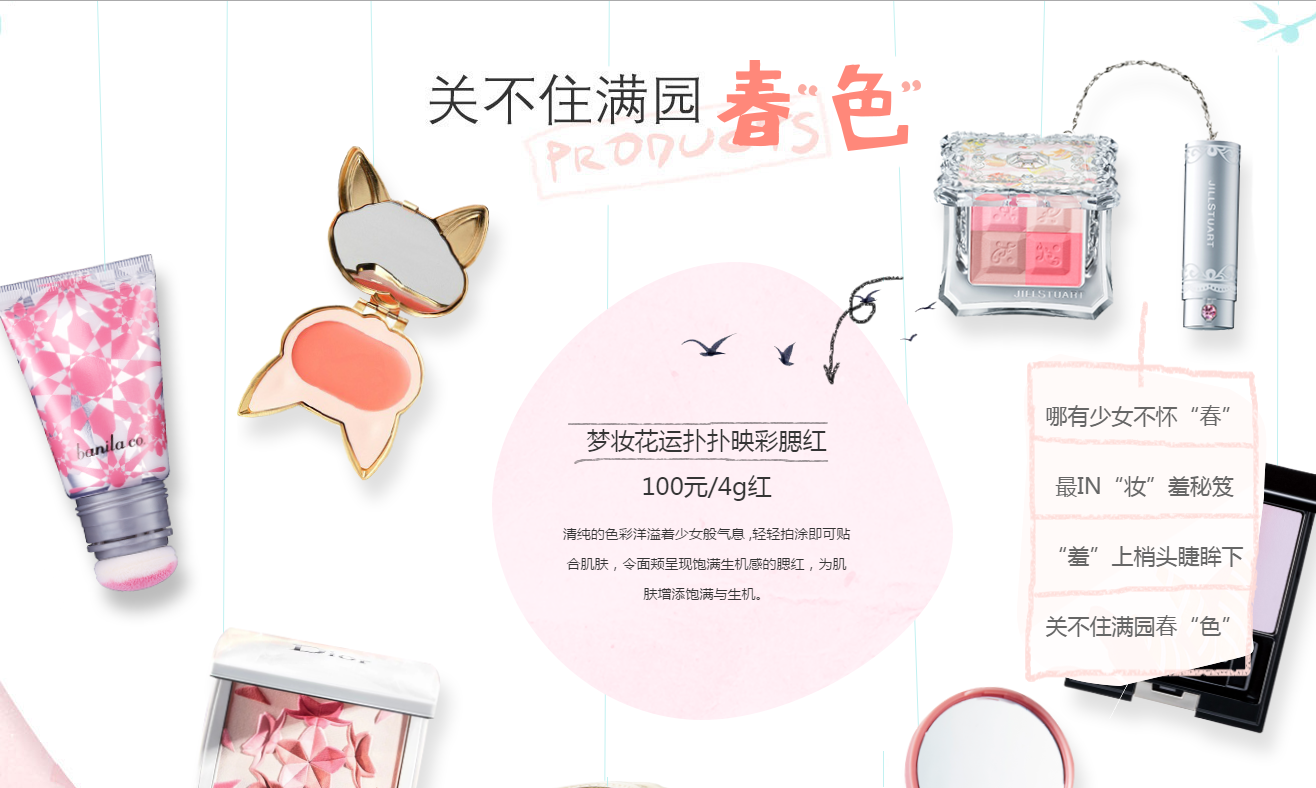 关不住满园春“色”
PRODUCTS
JILLSTUART
JILLSTUART
banila co
梦妆花运扑扑映彩腮红
100元/4g红
清纯的色彩洋溢着少女般气息 ,轻轻拍涂即可贴
合肌肤，令面颊呈现饱满生机感的腮红，为肌
肤增添饱满与生机。
哪有少女不怀“春”
最IN“妆”羞秘笈
“羞”上梢头睫眸下
关不住满园春“色”
Dior